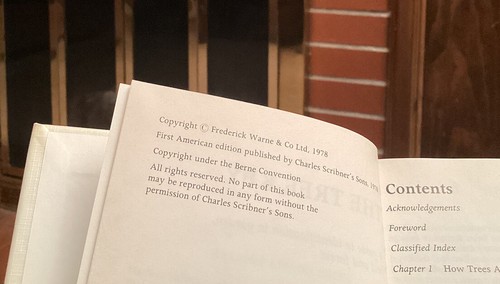 Copyright © Frederick Warne & Co Ltd, 1978
First American edition published by Charles Scribner's Sons, 1978
Copyright under the Berne Convention
All rights reserved. No part of this book
may be reproduced in any form without the
permission of Charles Scribner's Sons.
Contents
Acknowledgements
Foreword
Classified Index
Chapter 1 How Trees